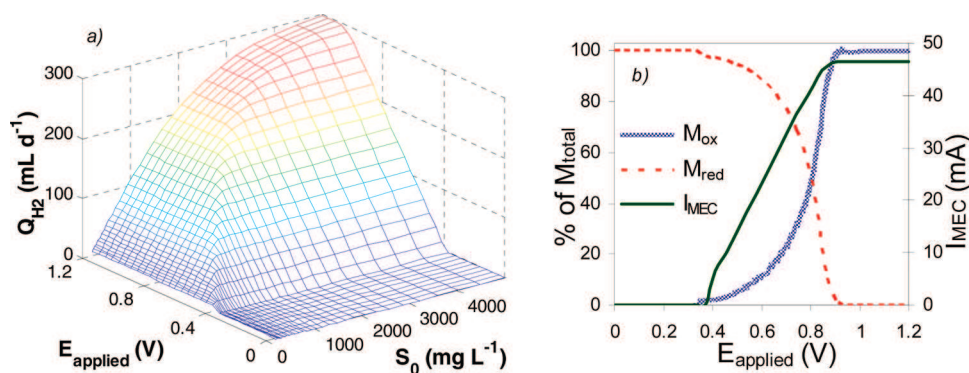 a)
300
200
100
0
Q_H2 (mL d⁻¹)
1.2
0.8
0.4
0
E_applied (V)
0
1000
2000
3000
4000
S_0 (mg L⁻¹)
b)
100
80
60
40
20
0
% of M_total
M_ox
M_red
I_MEC
50
40
30
20
10
0
I_MEC (mA)
0 0.2 0.4 0.6 0.8 1.0 1.2
E_applied (V)